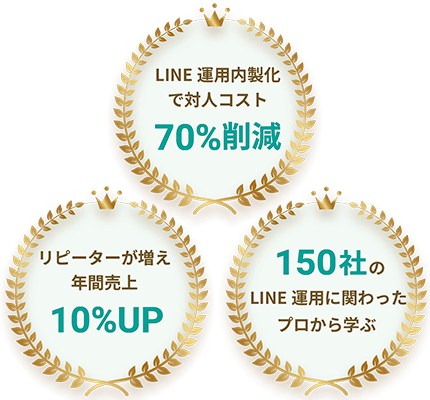 LINE 運用内製化
で対人コスト
70%削減
リピーターが増え
年間売上
10%UP
150社の
LINE 運用に関わった
プロから学ぶ